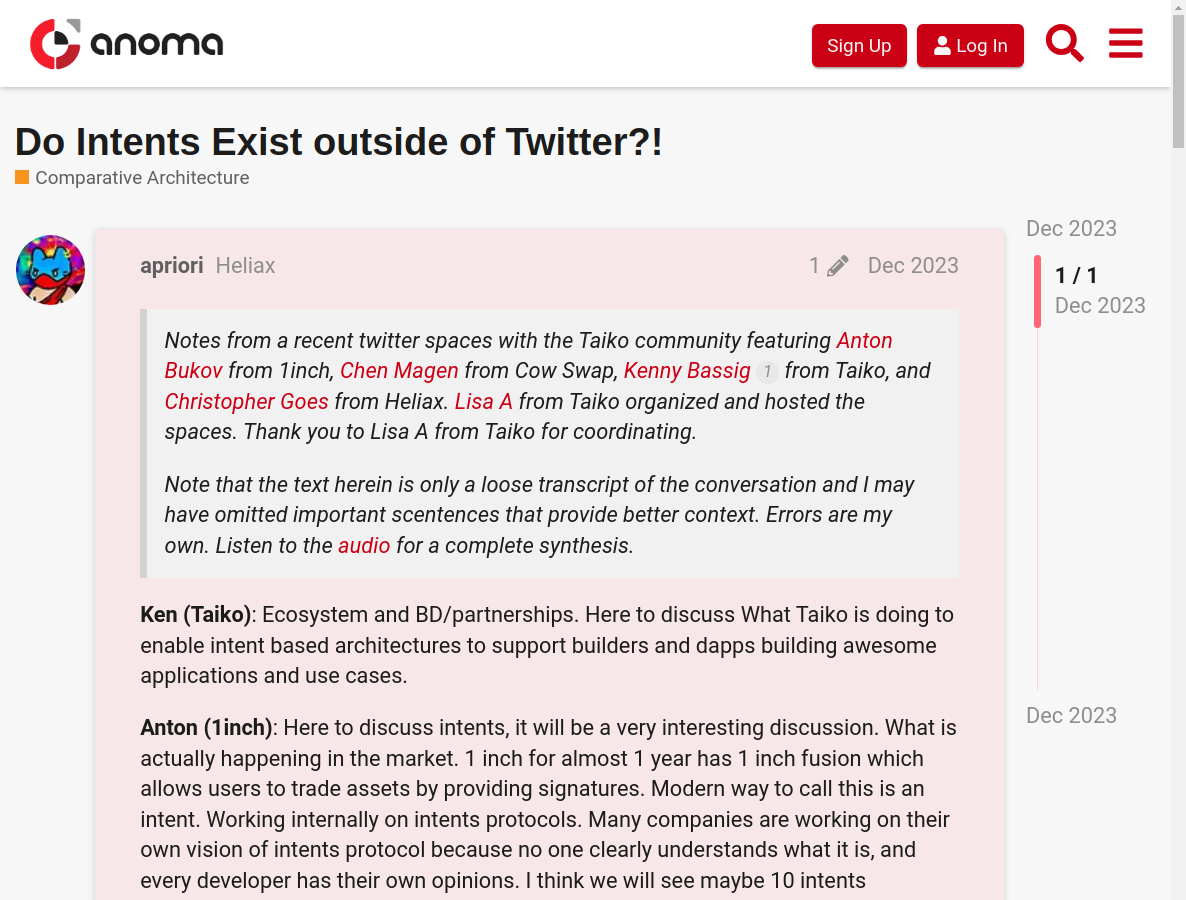 anoma
Sign Up
Log In
Do Intents Exist outside of Twitter?!
Comparative Architecture
Dec 2023
1 / 1
Dec 2023
Dec 2023
apriori Heliax 1 Dec 2023
Notes from a recent twitter spaces with the Taiko community featuring Anton
Bukov from 1inch, Chen Magen from Cow Swap, Kenny Bassig 1 from Taiko, and
Christopher Goes from Heliax. Lisa A from Taiko organized and hosted the
spaces. Thank you to Lisa A from Taiko for coordinating.
Note that the text herein is only a loose transcript of the conversation and I may
have omitted important scentences that provide better context. Errors are my
own. Listen to the audio for a complete synthesis.
Ken (Taiko): Ecosystem and BD/partnerships. Here to discuss What Taiko is doing to
enable intent based architectures to support builders and dapps building awesome
applications and use cases.
Anton (1inch): Here to discuss intents, it will be a very interesting discussion. What is
actually happening in the market. 1 inch for almost 1 year has 1 inch fusion which
allows users to trade assets by providing signatures. Modern way to call this is an
intent. Working internally on intents protocols. Many companies are working on their
own vision of intents protocol because no one clearly understands what it is, and
every developer has their own opinions. I think we will see maybe 10 intents